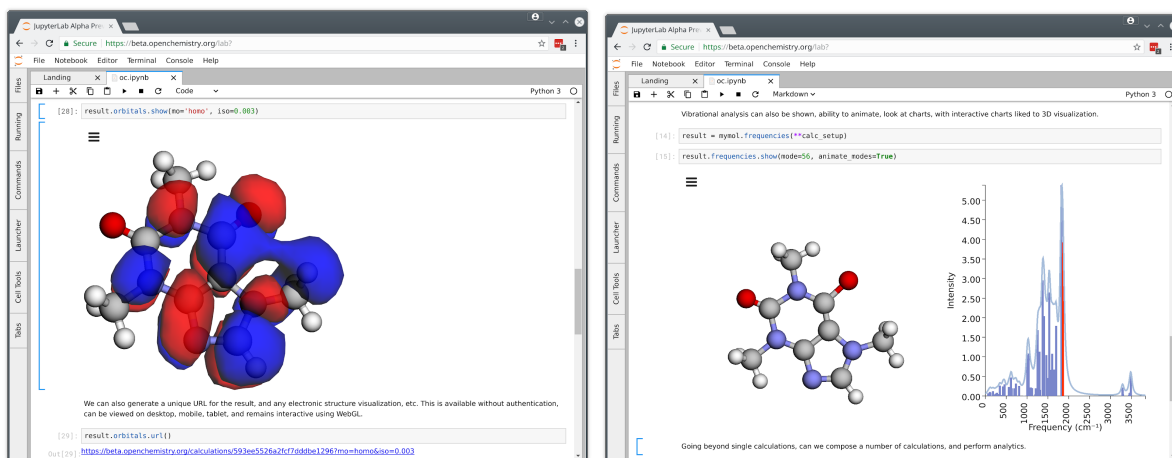 JupyterLab Alpha Pre
Secure | https://beta.openchemistry.org/lab?
File Notebook Editor Terminal Console Help
Landing
oc.ipynb
Code
Python 3
Files
Running
Commands
Launcher
Cell Tools
Tabs
[28]: result.orbitals.show(mo='homo', iso=0.003)
We can also generate a unique URL for the result, and any electronic structure visualization, etc. This is available without authentication,
can be viewed on desktop, mobile, tablet, and remains interactive using WebGL.
[29]: result.orbitals.url()
Out[29] https://beta.openchemistry.org/calculations/593ee5526a2fcf7dddbe1296?mo=homo&iso=0.003
JupyterLab Alpha Pre
Secure | https://beta.openchemistry.org/lab?
File Notebook Editor Terminal Console Help
Landing
oc.ipynb
Markdown
Python 3
Files
Running
Commands
Launcher
Cell Tools
Tabs
Vibrational analysis can also be shown, ability to animate, look at charts, with interactive charts liked to 3D visualization.
[14]: result = mymol.frequencies(**calc_setup)
[15]: result.frequencies.show(mode=56, animate_modes=True)
Intensity
5.00
4.50
4.00
3.50
3.00
2.50
2.00
1.50
1.00
0.50
0.00
0 500 1000 1500 2000 2500 3000 3500
Frequency (cm⁻¹)
Going beyond single calculations, can we compose a number of calculations, and perform analytics.